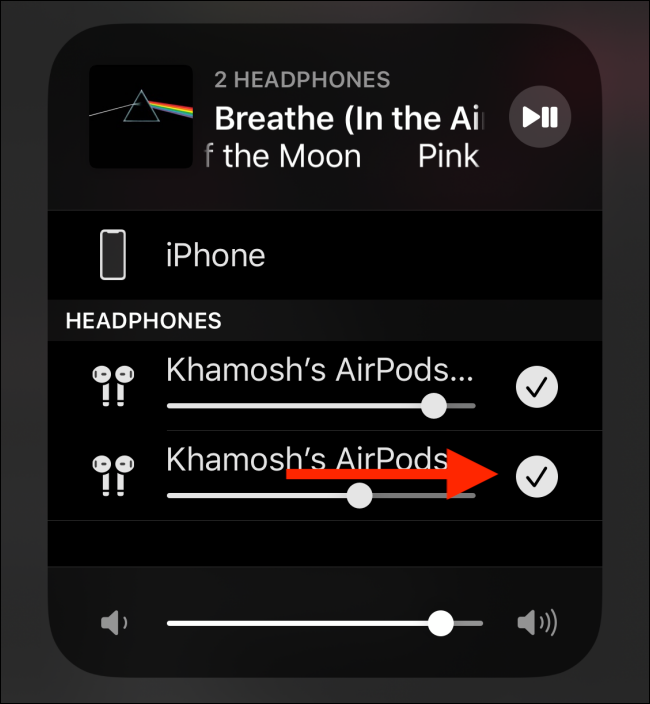 2 HEADPHONES
Breathe (In the Ai
f the Moon Pink
iPhone
HEADPHONES
Khamosh’s AirPods...
Khamosh’s AirPods